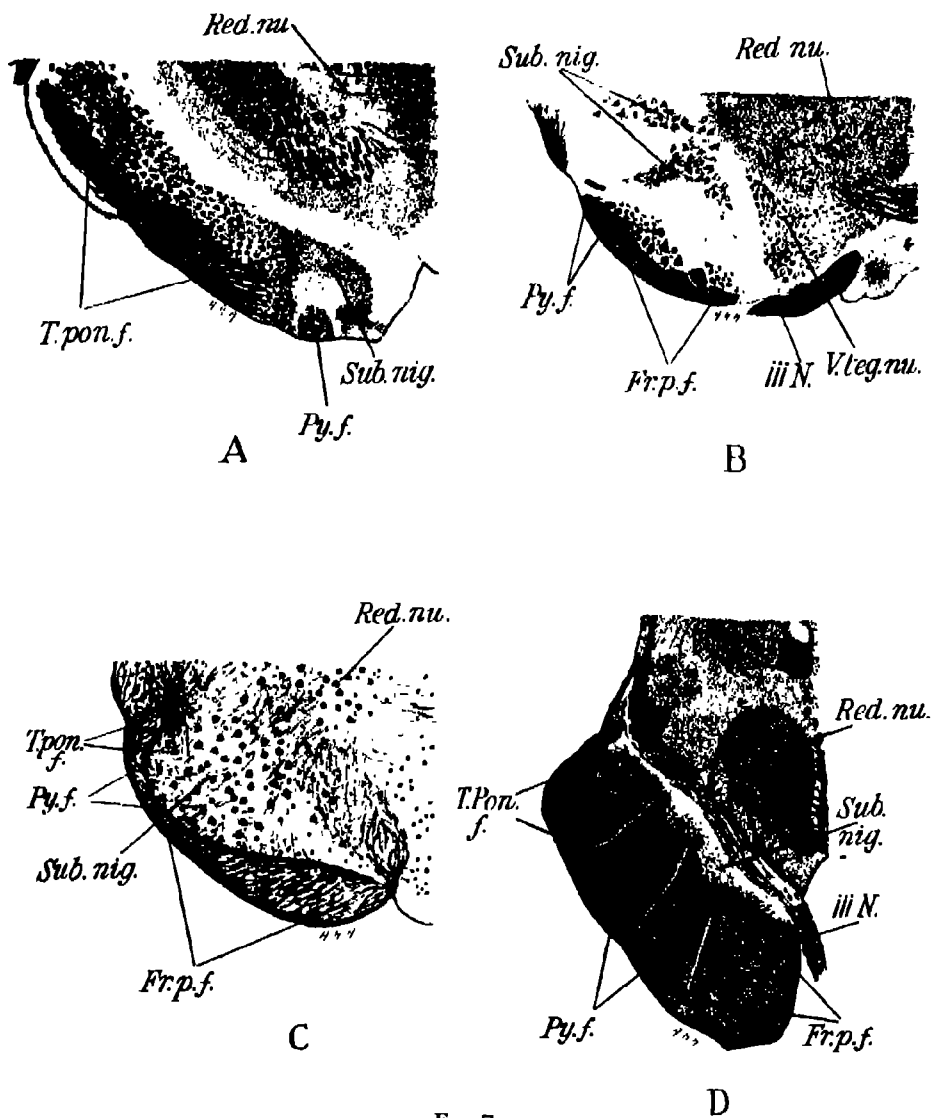 Red.nu
Sub. nig.
Red nu.
T.pon.f.
Sub.nig.
Py.f.
A
Py.f.
Fr.p.f.
iii N.
V.teg.nu.
B
Red.nu.
T.pon.
f.
Py.f.
Sub. nig.
Fr.p.f.
C
Red.nu.
T.Pon.
f.
Sub.
nig.
iii N.
Py.f.
Fr.p.f.
D